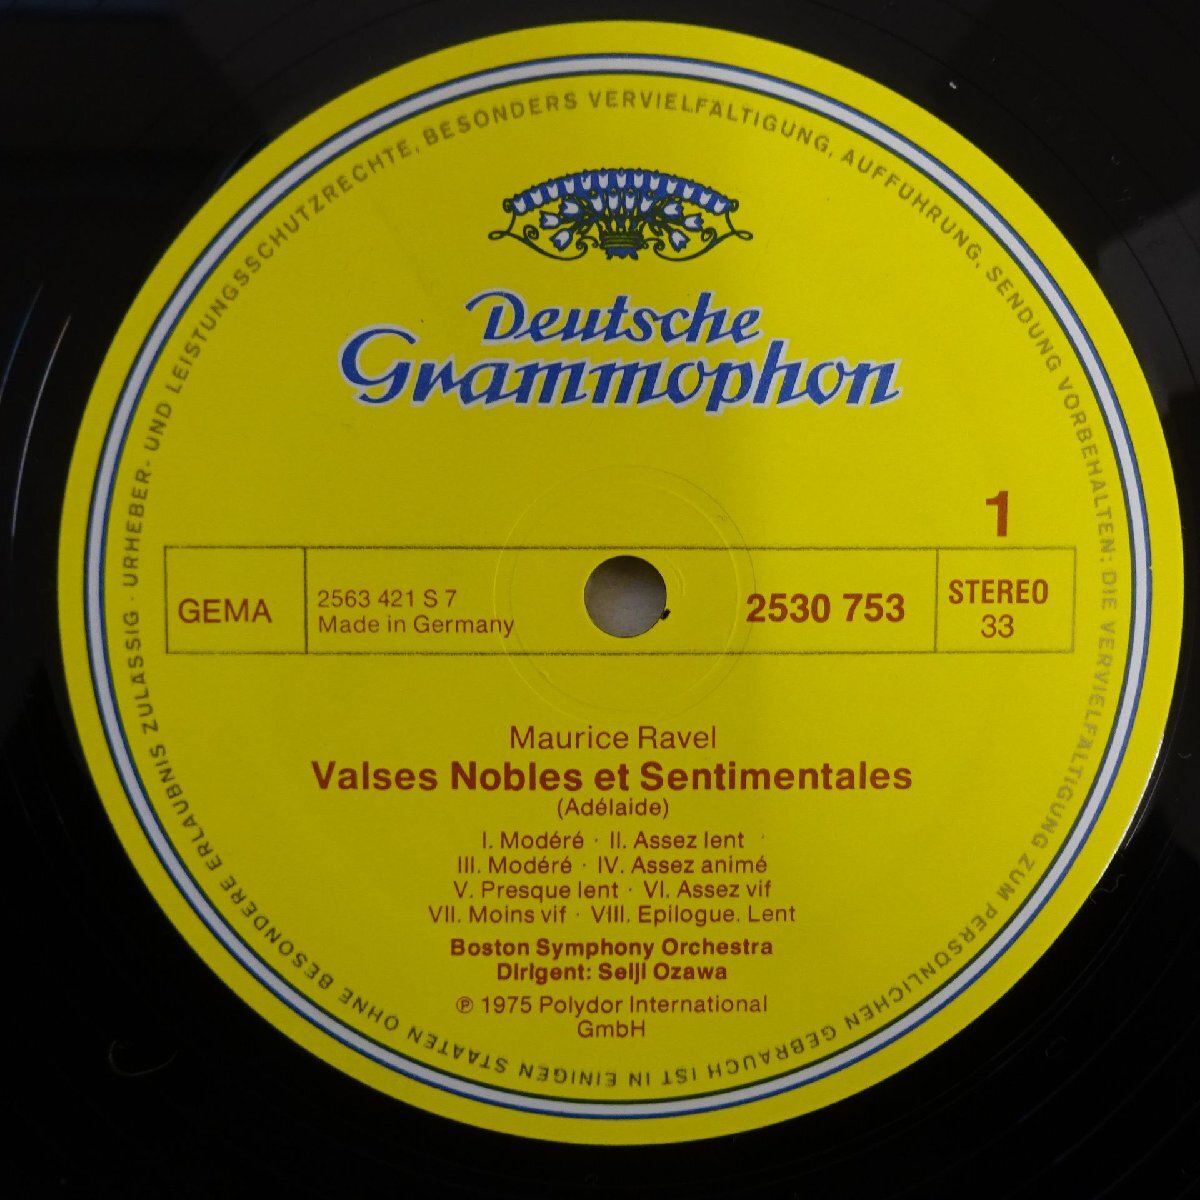 URHEBER- UND LEISTUNGSSCHUTZRECHTE, BESONDERS VERVIELFÄLTIGUNG, AUFFÜHRUNG, SENDUNG VORBEHALTEN; DIE VERVIELFÄLTIGUNG ZUM PERSÖNLICHEN GEBRAUCH IST IN EINIGEN STAATEN OHNE BESONDERE ERLAUBNIS ZULÄSSIG ·
Deutsche
Grammophon
1
GEMA
2563 421 S 7
Made in Germany
2530 753
STEREO
33
Maurice Ravel
Valses Nobles et Sentimentales
(Adélaide)
I. Modéré · II. Assez lent
III. Modéré · IV. Assez animé
V. Presque lent · VI. Assez vif
VII. Moins vif · VIII. Epilogue. Lent
Boston Symphony Orchestra
Dirigent: Seiji Ozawa
℗ 1975 Polydor International
GmbH